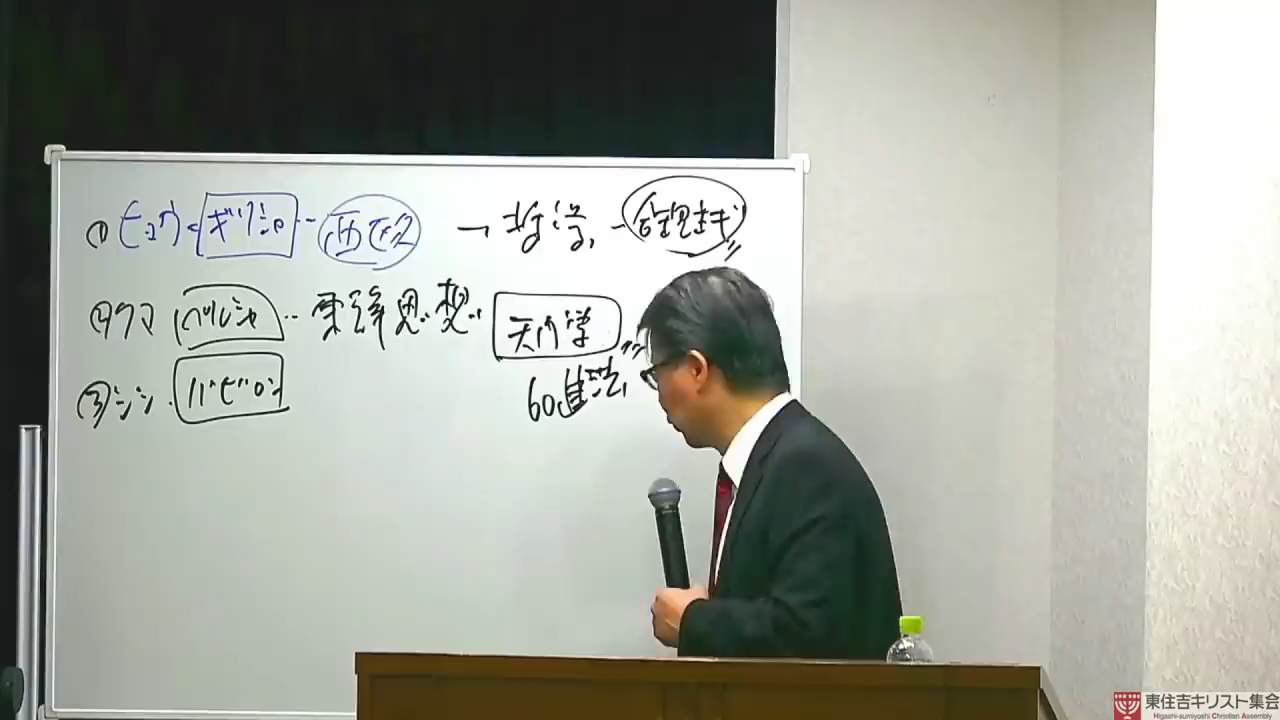 ① ヒョウ ギリシャ 西欧 → 哲学,
② クマ ペルシャ 東洋思想 天門学
60進法,
③ シシ バビロン
東住吉キリスト集会
Higashi-sumiyoshi Christian Assembly